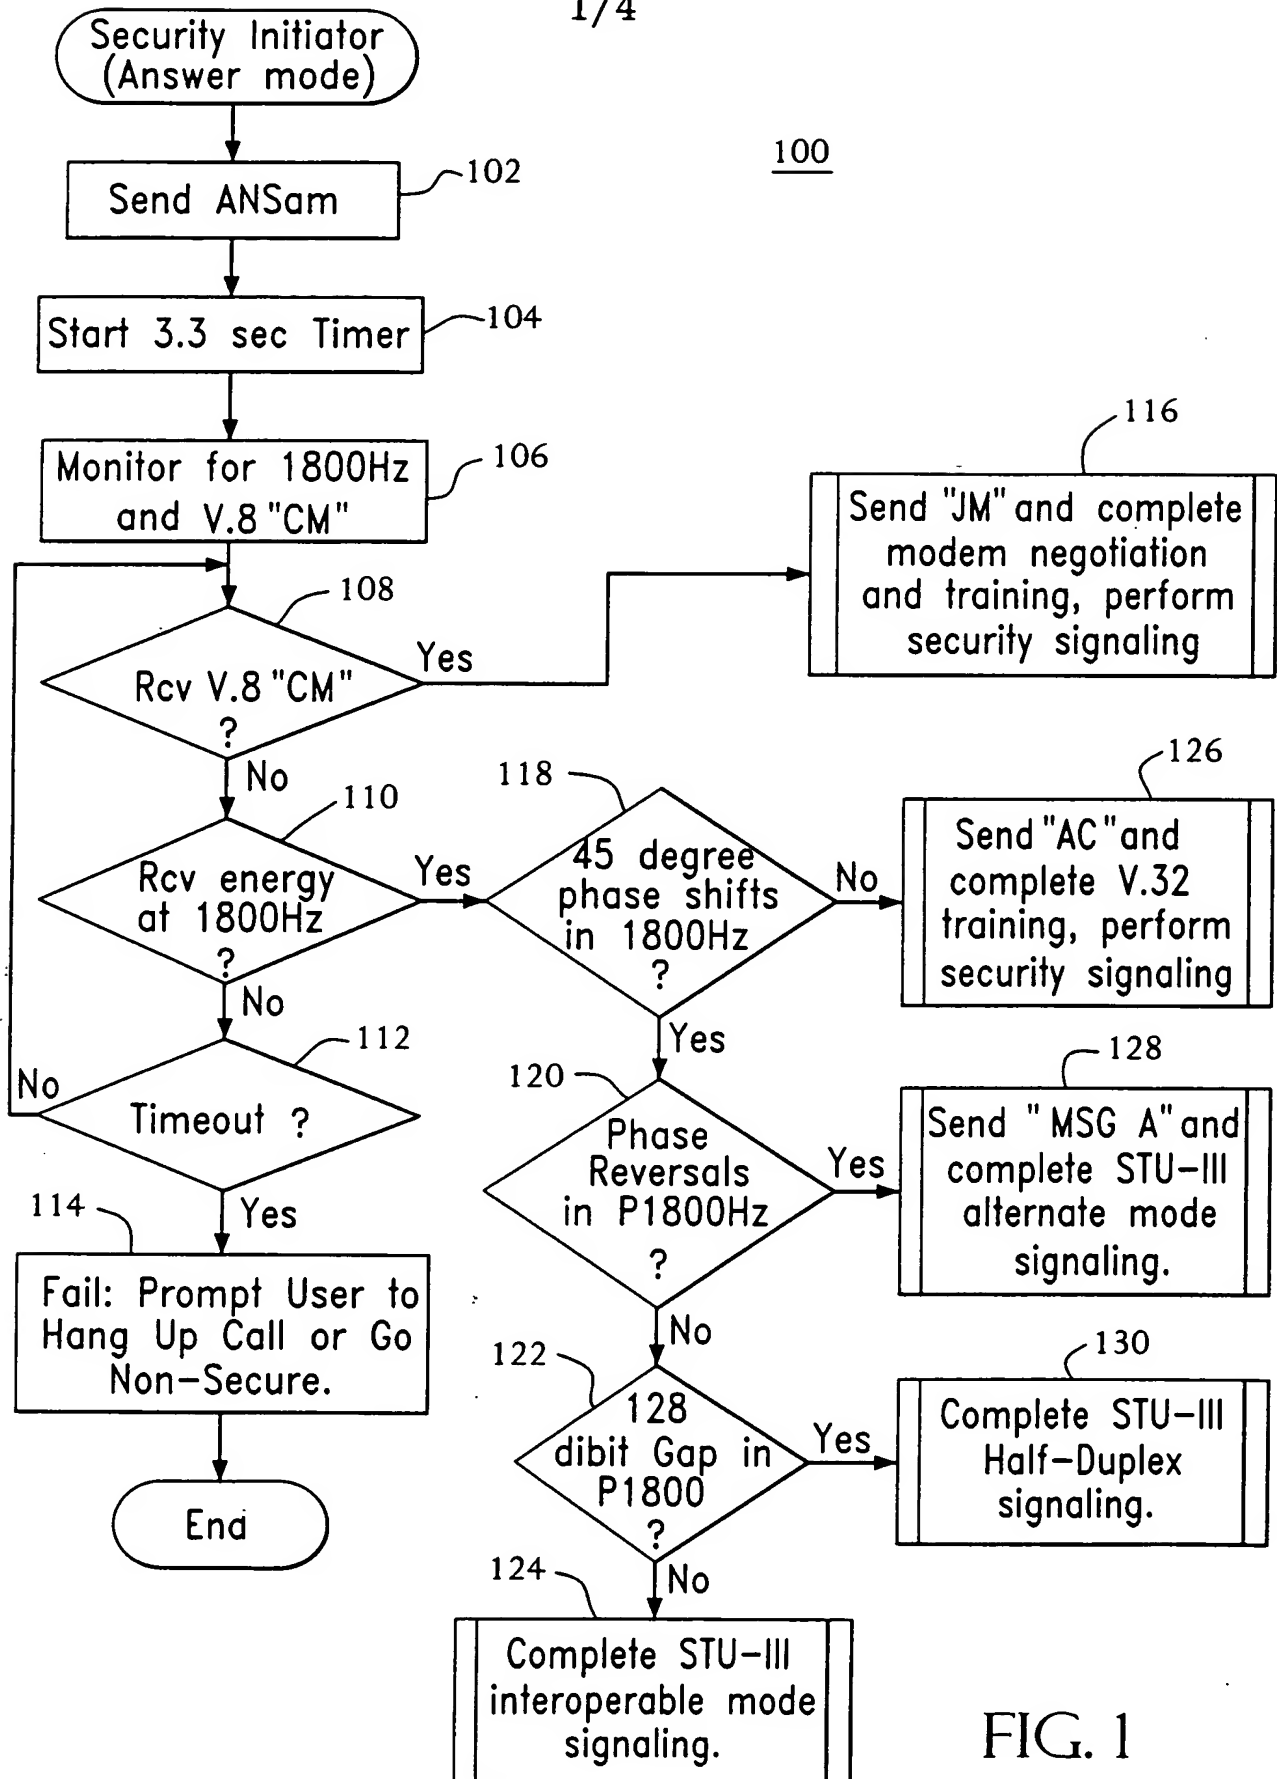 1/4
Security Initiator
(Answer mode)
100
102
Send ANSam
104
Start 3.3 sec Timer
106
Monitor for 1800Hz
and V.8 "CM"
116
Send "JM" and complete
modem negotiation
and training, perform
security signaling
108
Rcv V.8 "CM"
?
Yes
No
110
Rcv energy
at 1800Hz
?
Yes
No
118
45 degree
phase shifts
in 1800Hz
?
No
Yes
126
Send "AC" and
complete V.32
training, perform
security signaling
112
Timeout ?
No
Yes
120
Phase
Reversals
in P1800Hz
?
Yes
No
128
Send " MSG A" and
complete STU-III
alternate mode
signaling.
114
Fail: Prompt User to
Hang Up Call or Go
Non-Secure.
End
122
128
dibit Gap in
P1800
?
Yes
No
130
Complete STU-III
Half-Duplex
signaling.
124
Complete STU-III
interoperable mode
signaling.
FIG. 1